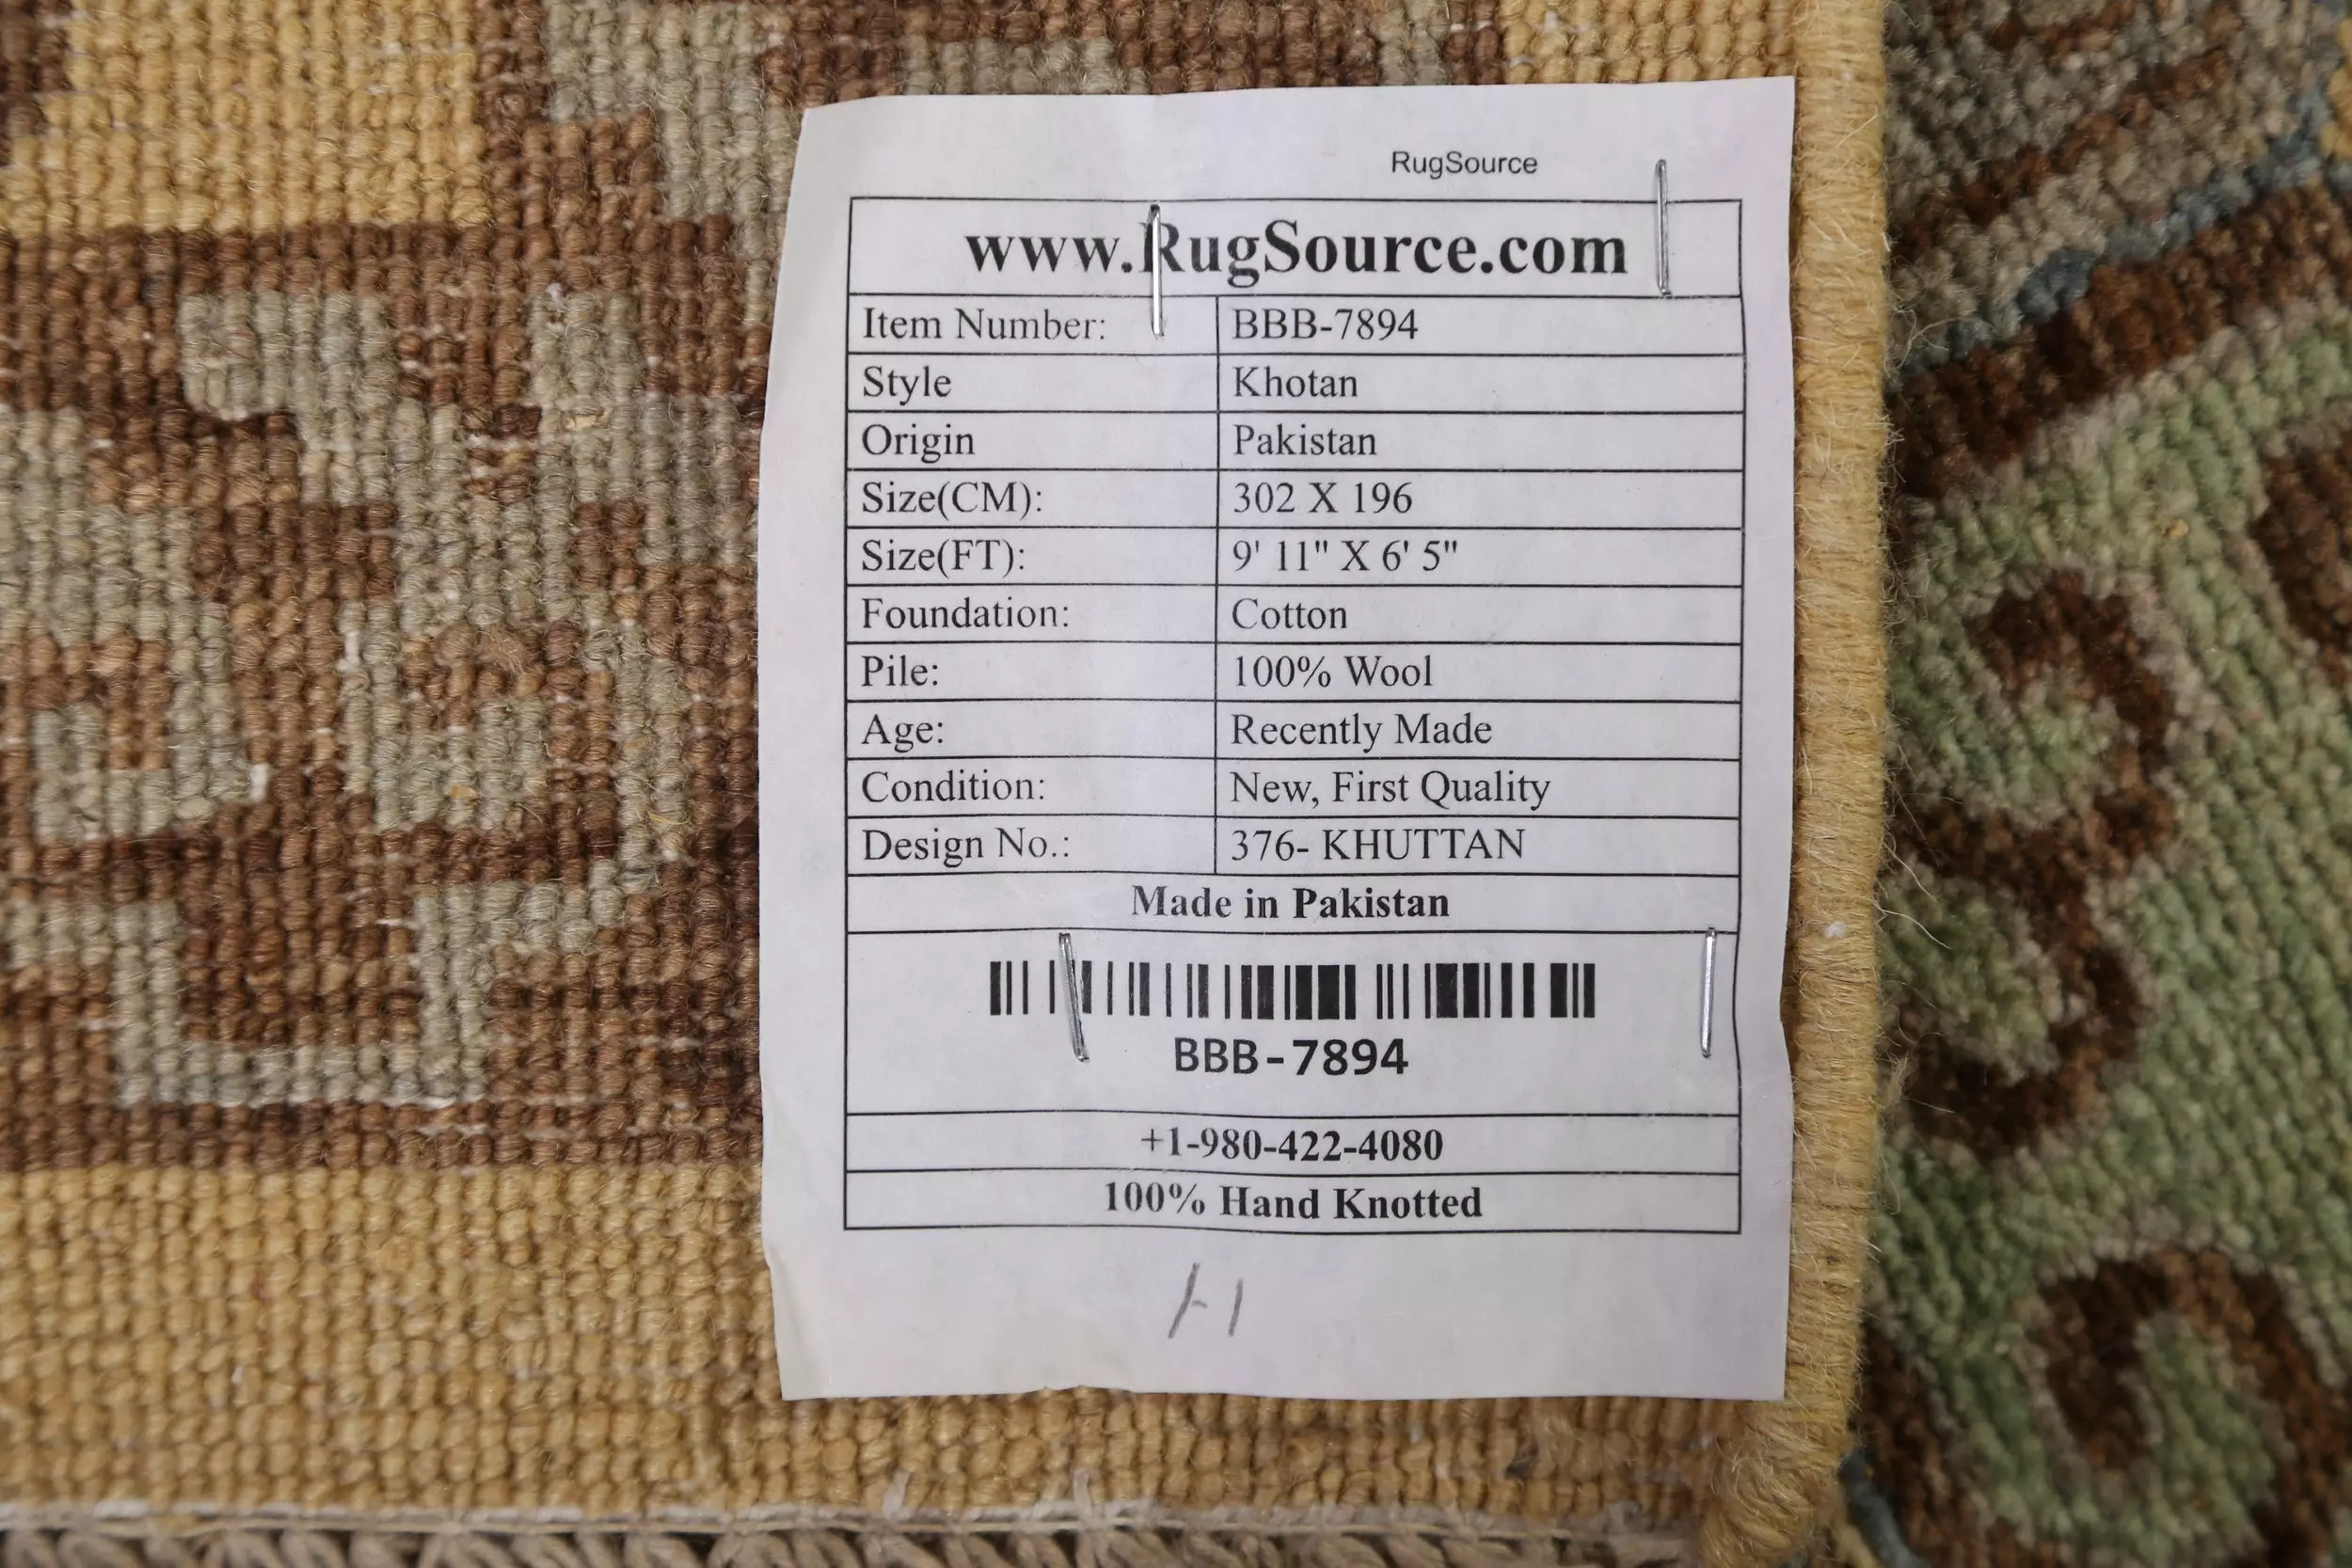 RugSource
www.RugSource.com
Item Number: BBB-7894
Style Khotan
Origin Pakistan
Size(CM): 302 X 196
Size(FT): 9' 11" X 6' 5"
Foundation: Cotton
Pile: 100% Wool
Age: Recently Made
Condition: New, First Quality
Design No.: 376- KHUTTAN
Made in Pakistan
BBB-7894
+1-980-422-4080
100% Hand Knotted